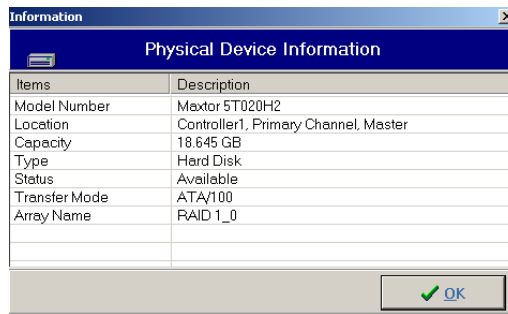 Information
Physical Device Information
Items Description
Model Number Maxtor 5T020H2
Location Controller1, Primary Channel, Master
Capacity 18.645 GB
Type Hard Disk
Status Available
Transfer Mode ATA/100
Array Name RAID 1_0
OK